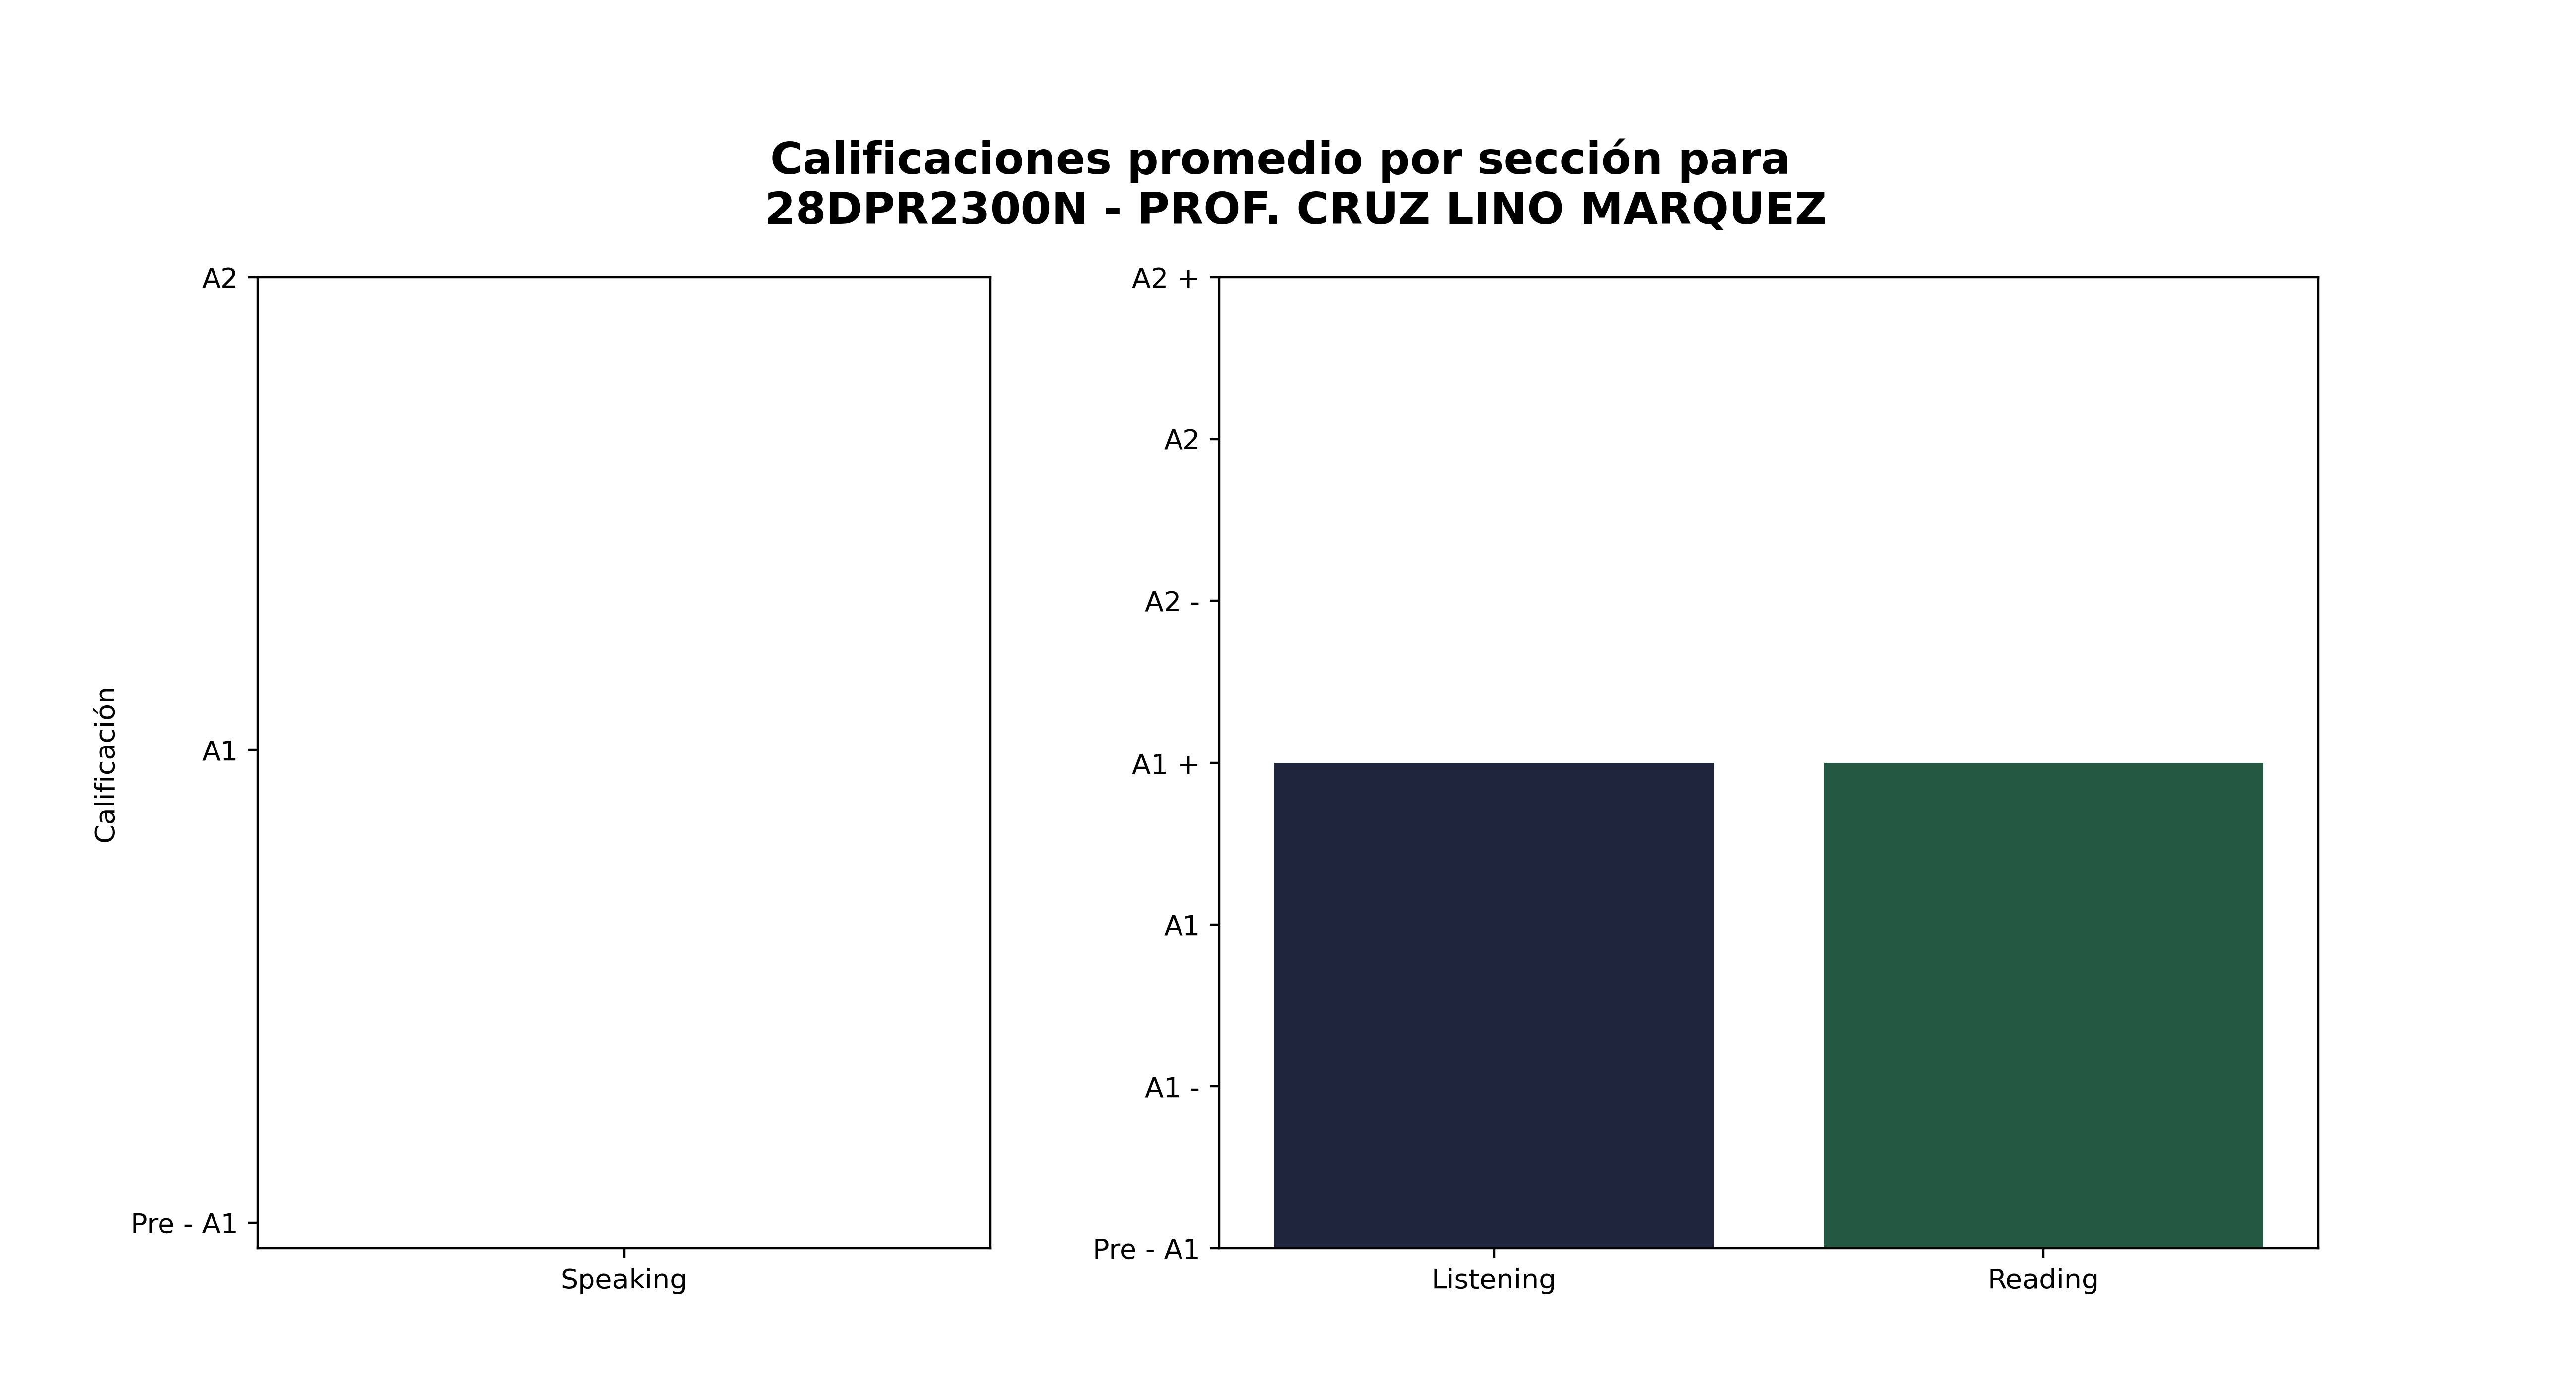 Calificaciones promedio por sección para
28DPR2300N - PROF. CRUZ LINO MARQUEZ
Calificación
A2
A1
Pre - A1
Speaking
A2 +
A2
A2 -
A1 +
A1
A1 -
Pre - A1
Listening
Reading